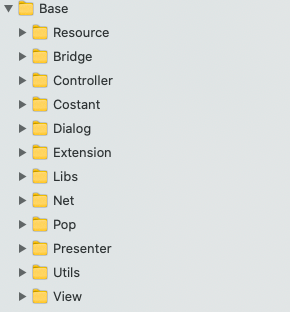 Base
Resource
Bridge
Controller
Costant
Dialog
Extension
Libs
Net
Pop
Presenter
Utils
View